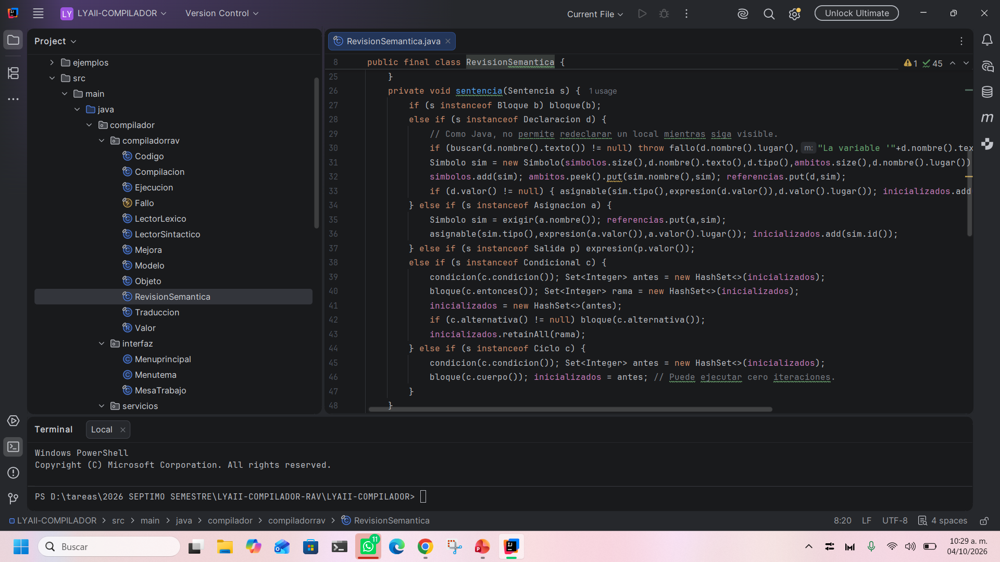 LY LYAII-COMPILADOR Version Control Current File Unlock Ultimate
Project
ejemplos
src
main
java
compilador
compiladorrav
Codigo
Compilacion
Ejecucion
Fallo
LectorLexico
LectorSintactico
Mejora
Modelo
Objeto
RevisionSemantica
Traduccion
Valor
interfaz
Menuprincipal
Menutema
MesaTrabajo
servicios
RevisionSemantica.java
8 public final class RevisionSemantica { 1 45
25 }
26 private void sentencia(Sentencia s) { 1 usage
27 if (s instanceof Bloque b) bloque(b);
28 else if (s instanceof Declaracion d) {
29 // Como Java, no permite redeclarar un local mientras siga visible.
30 if (buscar(d.nombre().texto()) != null) throw fallo(d.nombre().lugar(), m: "La variable '"+d.nombre().tex
31 Simbolo sim = new Simbolo(simbolos.size(),d.nombre().texto(),d.tipo(),ambitos.size(),d.nombre().lugar())
32 simbolos.add(sim); ambitos.peek().put(sim.nombre(),sim); referencias.put(d,sim);
33 if (d.valor() != null) { asignable(sim.tipo(),expresion(d.valor()),d.valor().lugar()); inicializados.add
34 } else if (s instanceof Asignacion a) {
35 Simbolo sim = exigir(a.nombre()); referencias.put(a,sim);
36 asignable(sim.tipo(),expresion(a.valor()),a.valor().lugar()); inicializados.add(sim.id());
37 } else if (s instanceof Salida p) expresion(p.valor());
38 else if (s instanceof Condicional c) {
39 condicion(c.condicion()); Set<Integer> antes = new HashSet<>(inicializados);
40 bloque(c.entonces()); Set<Integer> rama = new HashSet<>(inicializados);
41 inicializados = new HashSet<>(antes);
42 if (c.alternativa() != null) bloque(c.alternativa());
43 inicializados.retainAll(rama);
44 } else if (s instanceof Ciclo c) {
45 condicion(c.condicion()); Set<Integer> antes = new HashSet<>(inicializados);
46 bloque(c.cuerpo()); inicializados = antes; // Puede ejecutar cero iteraciones.
47 }
48 }
Terminal Local
Windows PowerShell
Copyright (C) Microsoft Corporation. All rights reserved.
PS D:\tareas\2026 SEPTIMO SEMESTRE\LYAII-COMPILADOR-RAV\LYAII-COMPILADOR>
LYAII-COMPILADOR > src > main > java > compilador > compiladorrav > RevisionSemantica 8:20 LF UTF-8 4 spaces
Buscar 11 10:29 a. m.
04/10/2026